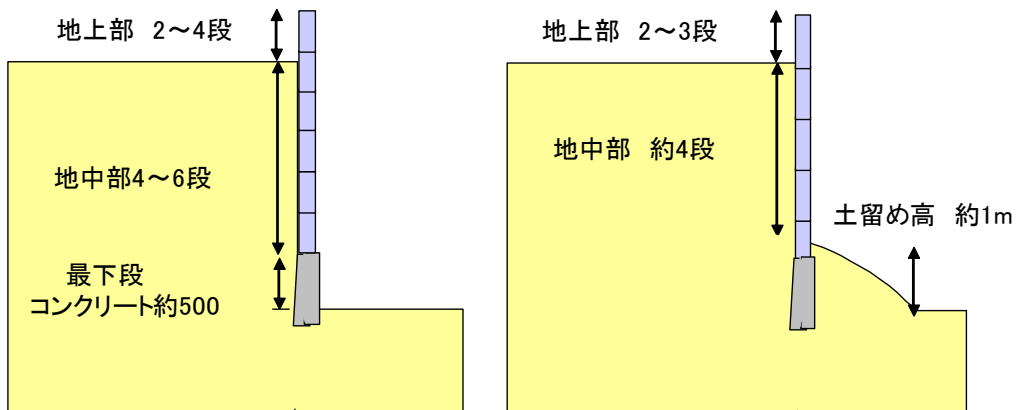 地上部 2～4段
地中部4～6段
最下段
コンクリート約500
地上部 2～3段
地中部 約4段
土留め高 約1m